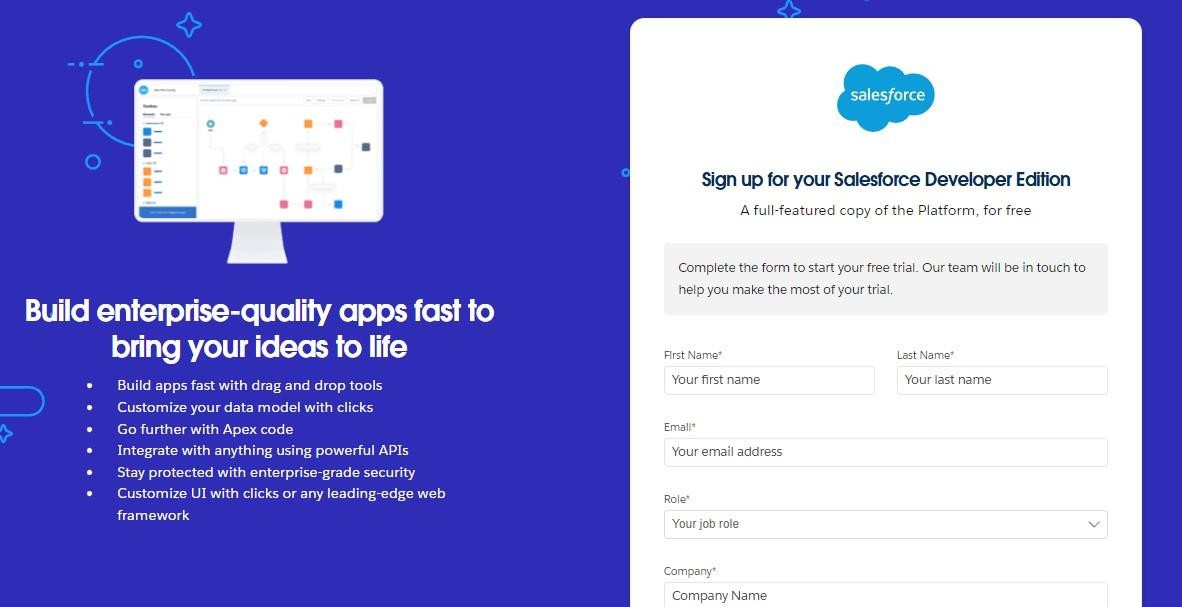 Build enterprise-quality apps fast to
bring your ideas to life
• Build apps fast with drag and drop tools
• Customize your data model with clicks
• Go further with Apex code
• Integrate with anything using powerful APIs
• Stay protected with enterprise-grade security
• Customize UI with clicks or any leading-edge web
framework
salesforce
Sign up for your Salesforce Developer Edition
A full-featured copy of the Platform, for free
Complete the form to start your free trial. Our team will be in touch to
help you make the most of your trial.
First Name* Last Name*
Your first name Your last name
Email*
Your email address
Role*
Your job role
Company*
Company Name